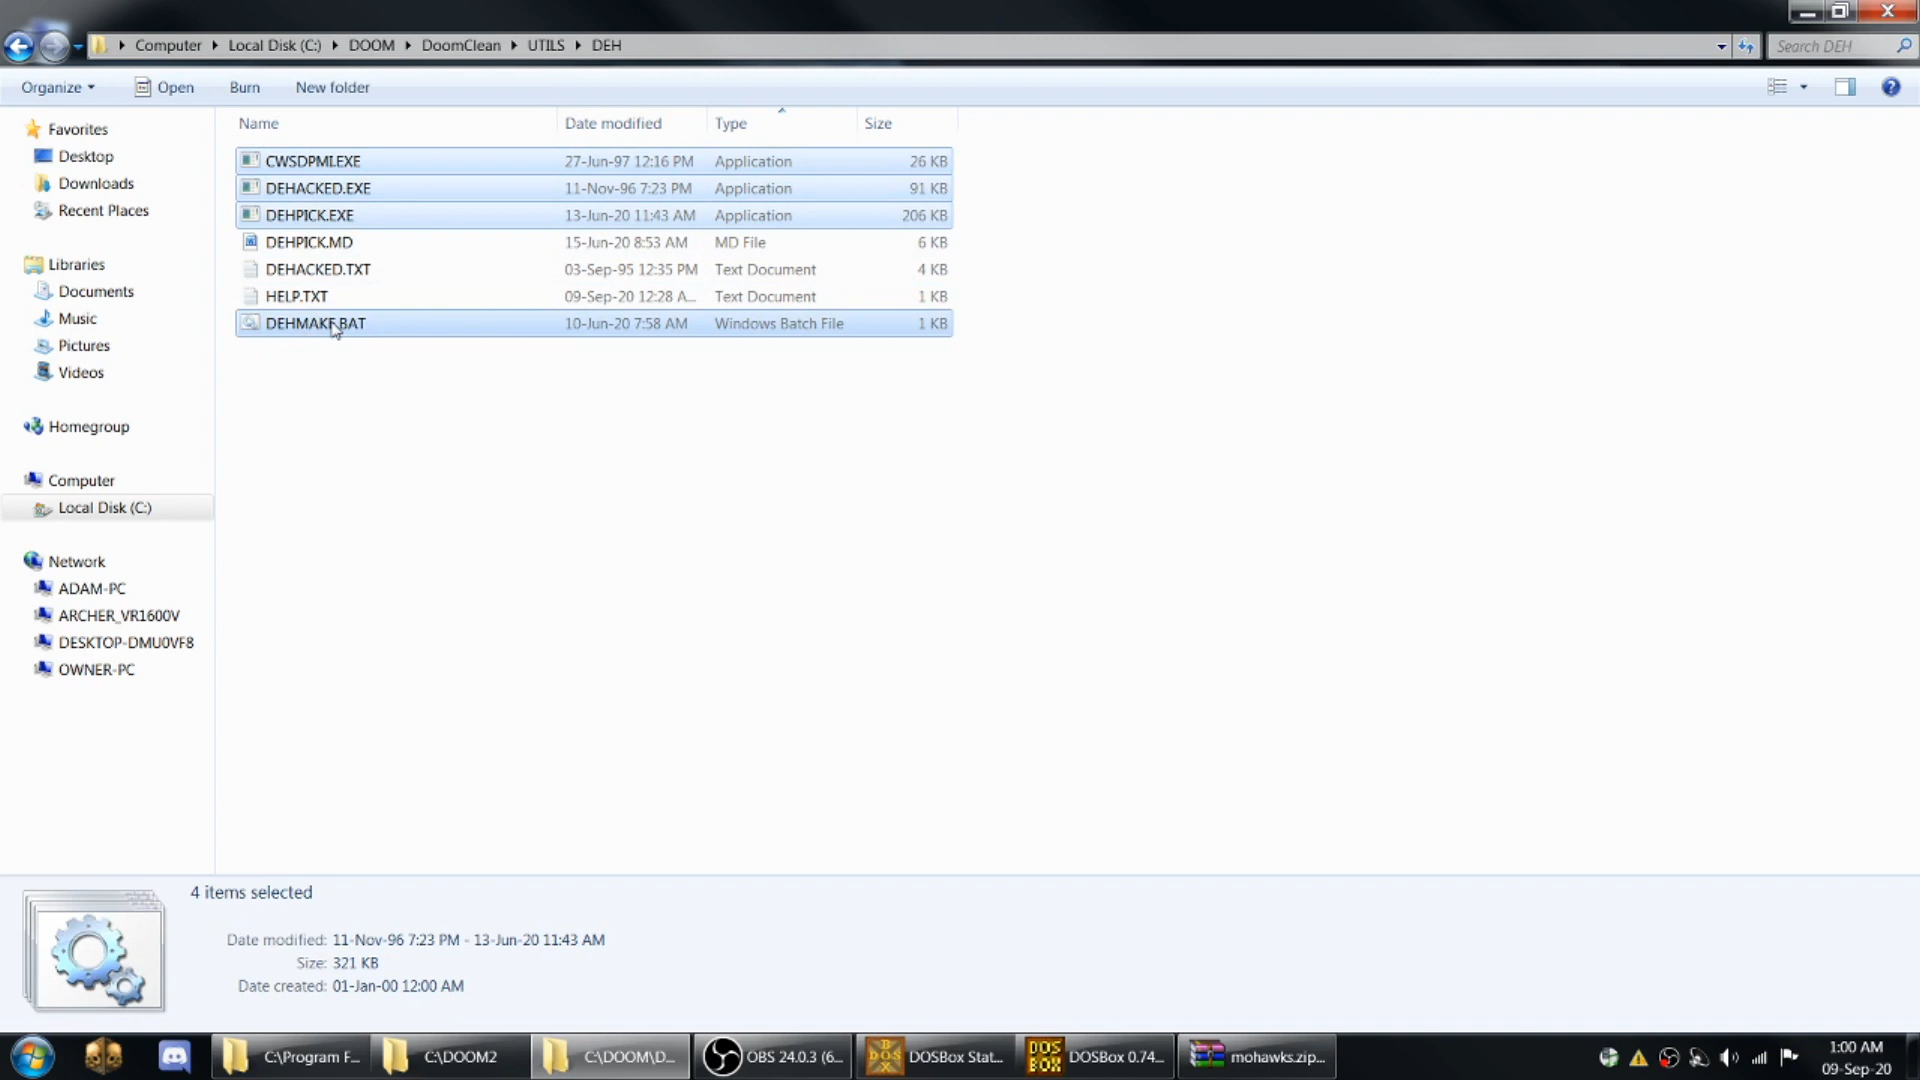 Computer Local Disk (C:) DOOM DoomClean UTILS DEH
Search DEH
Organize Open Burn New folder
Name Date modified Type Size
CWSDPMI.EXE 27-Jun-97 12:16 PM Application 26 KB
DEHACKED.EXE 11-Nov-96 7:23 PM Application 91 KB
DEHPICK.EXE 13-Jun-20 11:43 AM Application 206 KB
DEHPICK.MD 15-Jun-20 8:53 AM MD File 6 KB
DEHACKED.TXT 03-Sep-95 12:35 PM Text Document 4 KB
HELP.TXT 09-Sep-20 12:28 A... Text Document 1 KB
DEHMAKE.BAT 10-Jun-20 7:58 AM Windows Batch File 1 KB
Favorites
Desktop
Downloads
Recent Places
Libraries
Documents
Music
Pictures
Videos
Homegroup
Computer
Local Disk (C:)
Network
ADAM-PC
ARCHER_VR1600V
DESKTOP-DMU0VF8
OWNER-PC
4 items selected
Date modified: 11-Nov-96 7:23 PM - 13-Jun-20 11:43 AM
Size: 321 KB
Date created: 01-Jan-00 12:00 AM
C:\Program F...
C:\DOOM2
C:\DOOM\D...
OBS 24.0.3 (6...
DOSBox Stat...
DOS BOX
DOSBox 0.74...
mohawks.zip...
1:00 AM
09-Sep-20